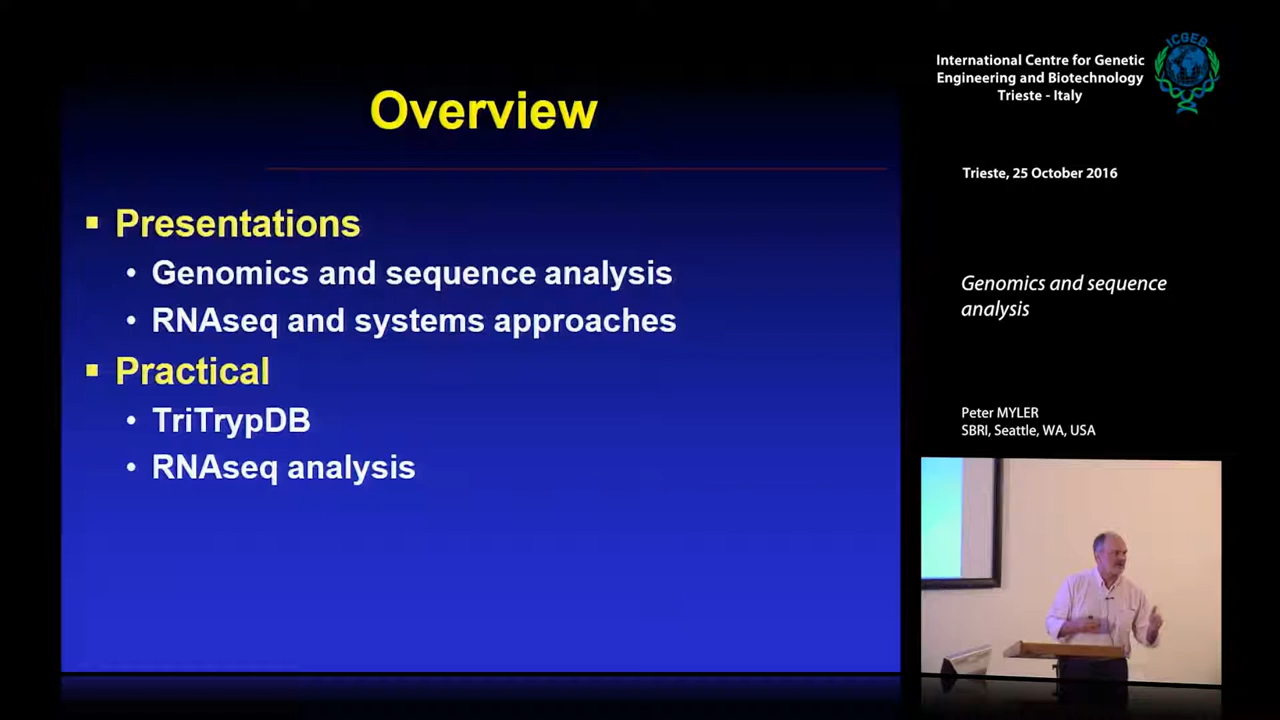 Overview
Presentations
Genomics and sequence analysis
RNAseq and systems approaches
Practical
TriTrypDB
RNAseq analysis
International Centre for Genetic
Engineering and Biotechnology
Trieste - Italy
ICGEB
Trieste, 25 October 2016
Genomics and sequence
analysis
Peter MYLER
SBRI, Seattle, WA, USA